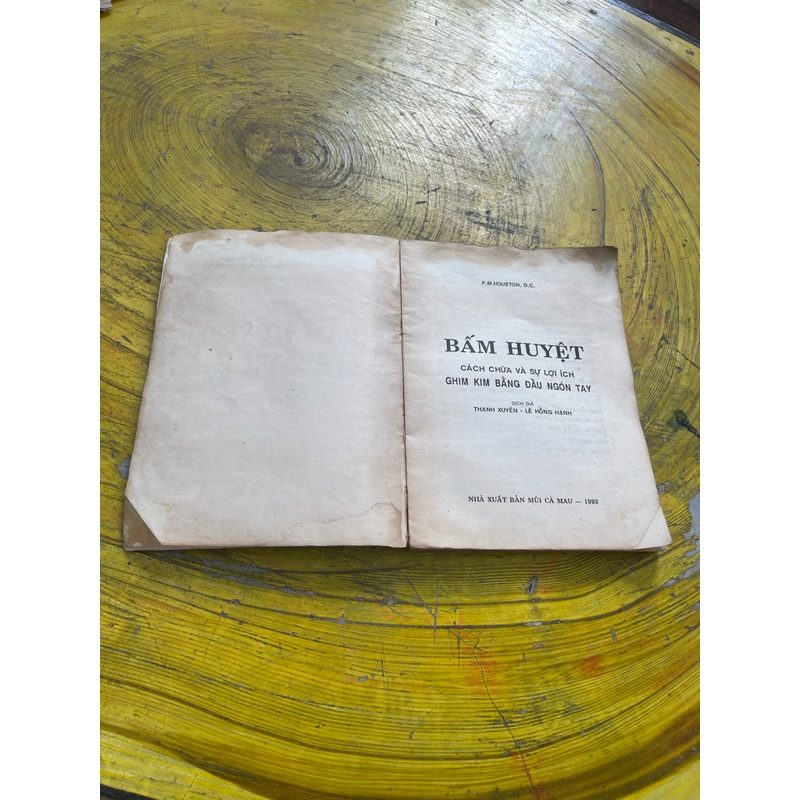 F.M.HOUSTON, D.C.
BẤM HUYỆT
CÁCH CHỮA VÀ SỰ LỢI ÍCH
GHIM KIM BẰNG ĐẦU NGÓN TAY
DỊCH GIẢ
THANH XUYÊN - LÊ HỒNG HẠNH
NHÀ XUẤT BẢN MŨI CÀ MAU — 1993